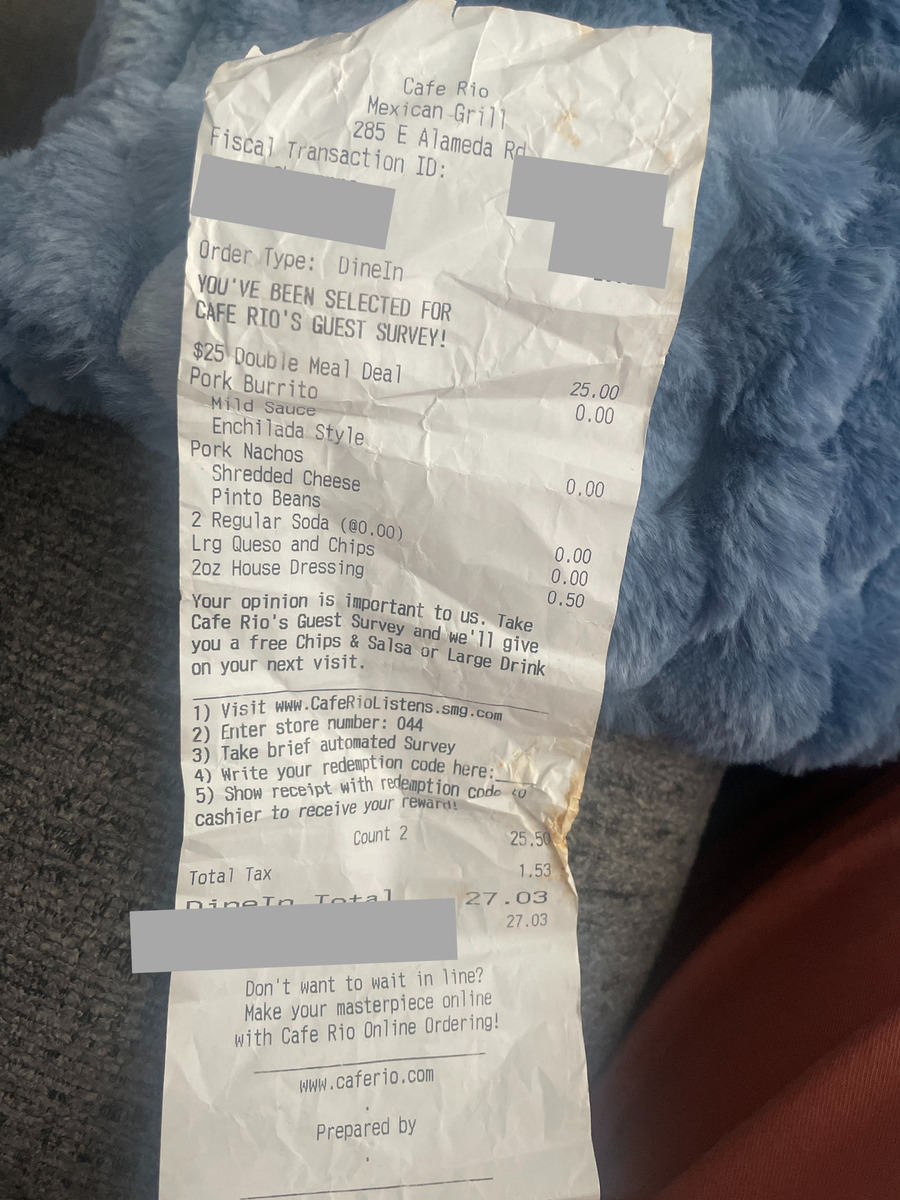 Cafe Rio
Mexican Grill
285 E Alameda Rd
Fiscal Transaction ID:
Order Type: DineIn
YOU'VE BEEN SELECTED FOR
CAFE RIO'S GUEST SURVEY!
$25 Double Meal Deal 25.00
Pork Burrito 0.00
Mild Sauce
Enchilada Style
Pork Nachos 0.00
Shredded Cheese
Pinto Beans
2 Regular Soda (@0.00) 0.00
Lrg Queso and Chips 0.00
2oz House Dressing 0.50
Your opinion is important to us. Take
Cafe Rio's Guest Survey and we'll give
you a free Chips & Salsa or Large Drink
on your next visit.
1) Visit www.CafeRioListens.smg.com
2) Enter store number: 044
3) Take brief automated Survey
4) Write your redemption code here:
5) Show receipt with redemption code to
cashier to receive your reward!
Count 2 25.50
Total Tax 1.53
DineIn Total 27.03
27.03
Don't want to wait in line?
Make your masterpiece online
with Cafe Rio Online Ordering!
www.caferio.com
.
Prepared by
.